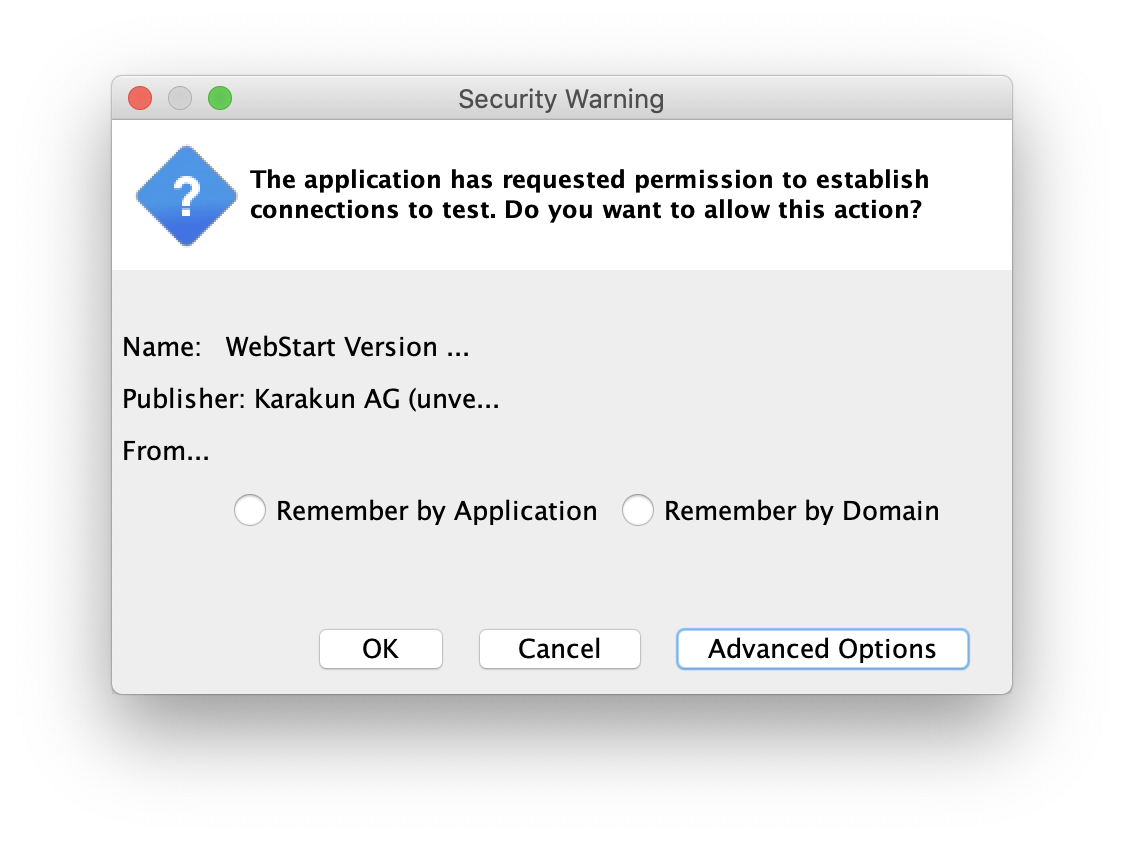 Security Warning
?
The application has requested permission to establish
connections to test. Do you want to allow this action?
Name: WebStart Version ...
Publisher: Karakun AG (unve...
From...
Remember by Application Remember by Domain
OK Cancel Advanced Options